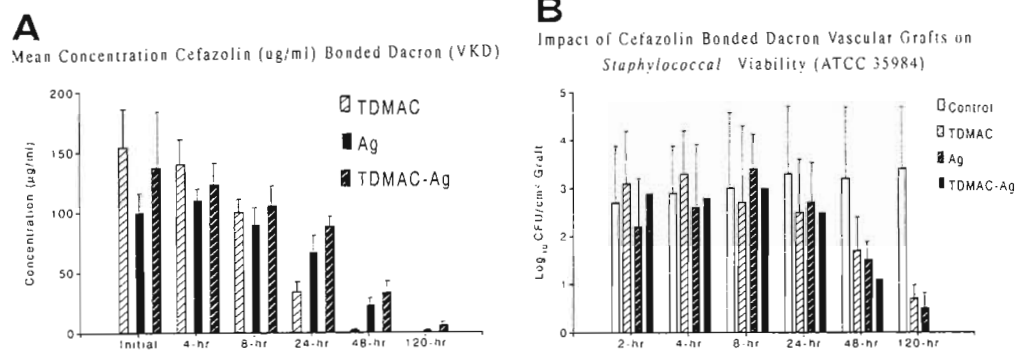 A
Mean Concentration Cefazolin (ug/ml) Bonded Dacron (VKD)
Concentration (µg/ml)
200
150
100
50
0
TDMAC
Ag
TDMAC-Ag
Initial 4-hr 8-hr 24-hr 48-hr 120-hr
B
Impact of Cefazolin Bonded Dacron Vascular Grafts on
Staphylococcal Viability (ATCC 35984)
Log₁₀ CFU/cm² Graft
5
4
3
2
1
0
Control
TDMAC
Ag
TDMAC-Ag
2-hr 4-hr 8-hr 24-hr 48-hr 120-hr